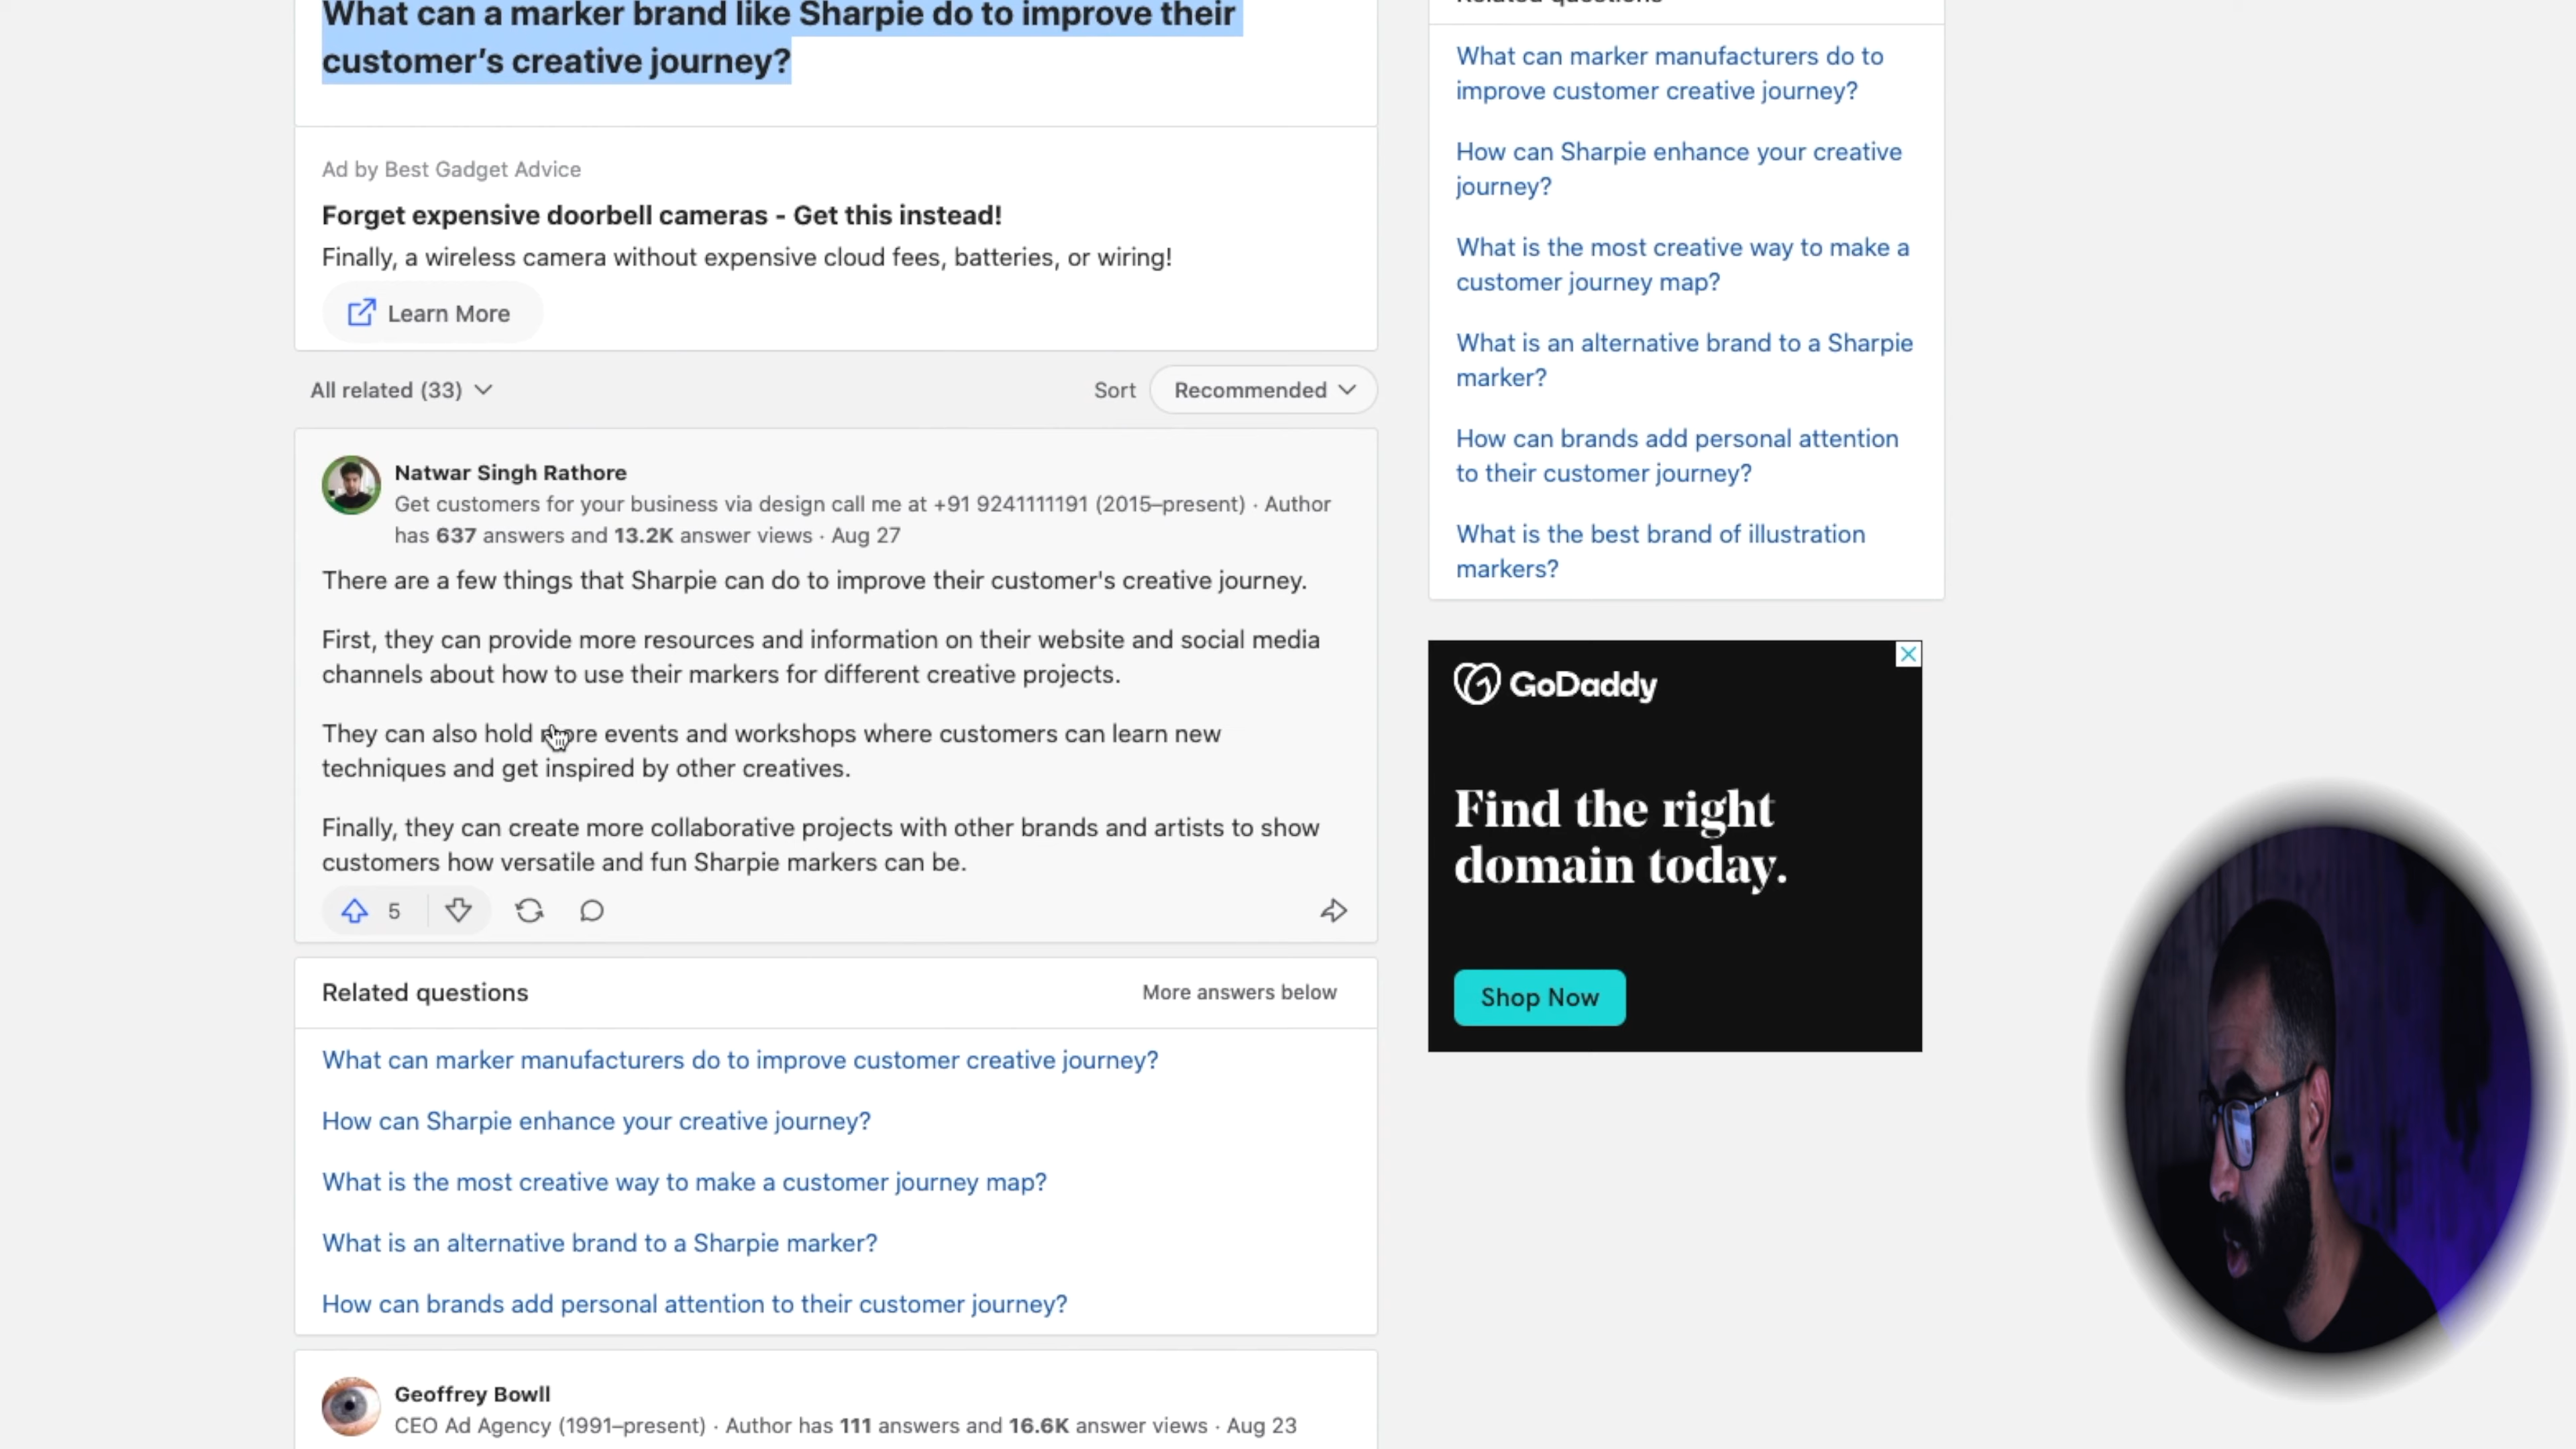 What can a marker brand like Sharpie do to improve their
customer’s creative journey?
Ad by Best Gadget Advice
Forget expensive doorbell cameras - Get this instead!
Finally, a wireless camera without expensive cloud fees, batteries, or wiring!
Learn More
All related (33)
Sort
Recommended
Natwar Singh Rathore
Get customers for your business via design call me at +91 9241111191 (2015–present) · Author
has 637 answers and 13.2K answer views · Aug 27
There are a few things that Sharpie can do to improve their customer's creative journey.
First, they can provide more resources and information on their website and social media
channels about how to use their markers for different creative projects.
They can also hold more events and workshops where customers can learn new
techniques and get inspired by other creatives.
Finally, they can create more collaborative projects with other brands and artists to show
customers how versatile and fun Sharpie markers can be.
5
Related questions
More answers below
What can marker manufacturers do to improve customer creative journey?
How can Sharpie enhance your creative journey?
What is the most creative way to make a customer journey map?
What is an alternative brand to a Sharpie marker?
How can brands add personal attention to their customer journey?
Geoffrey Bowll
CEO Ad Agency (1991–present) · Author has 111 answers and 16.6K answer views · Aug 23
Related questions
What can marker manufacturers do to
improve customer creative journey?
How can Sharpie enhance your creative
journey?
What is the most creative way to make a
customer journey map?
What is an alternative brand to a Sharpie
marker?
How can brands add personal attention
to their customer journey?
What is the best brand of illustration
markers?
GoDaddy
Find the right
domain today.
Shop Now